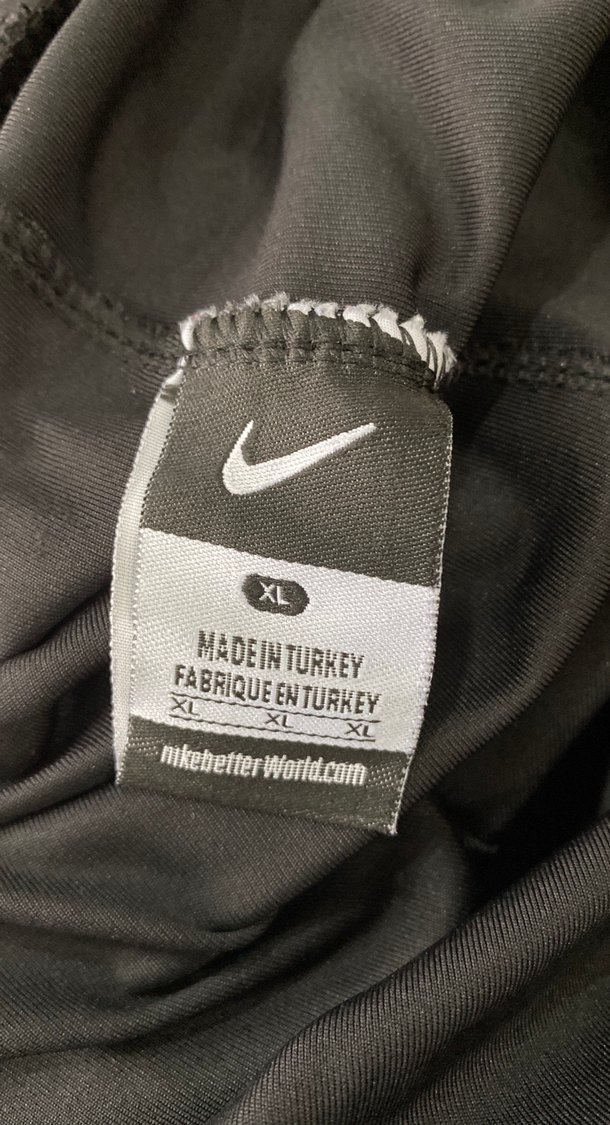 XL
MADE IN TURKEY
FABRIQUE EN TURKEY
XL XL XL
nikebetterWorld.com